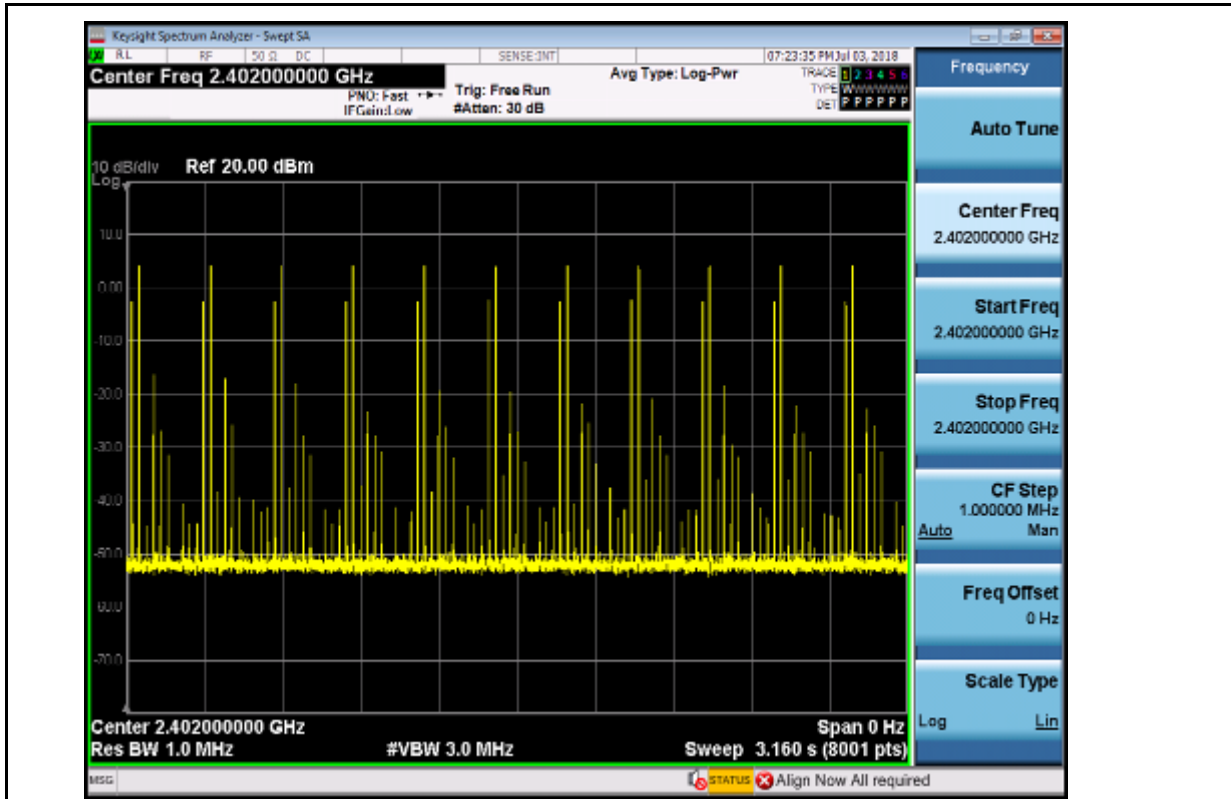 Keysight Spectrum Analyzer - Swept SA
RL RF 50 Ω DC SENSE:INT 07:23:35 PM Jul 03, 2018
Center Freq 2.402000000 GHz
Avg Type: Log-Pwr
TRACE 1 2 3 4 5 6
PNO: Fast
Trig: Free Run
TYPE WWWWWW
IFGain:Low
#Atten: 30 dB
DET P P P P P P
10 dB/div Ref 20.00 dBm
Log
10.0
0.00
-10.0
-20.0
-30.0
-40.0
-50.0
-60.0
-70.0
Center 2.402000000 GHz Span 0 Hz
Res BW 1.0 MHz #VBW 3.0 MHz Sweep 3.160 s (8001 pts)
MSG STATUS Align Now All required
Frequency
Auto Tune
Center Freq
2.402000000 GHz
Start Freq
2.402000000 GHz
Stop Freq
2.402000000 GHz
CF Step
1.000000 MHz
Auto Man
Freq Offset
0 Hz
Scale Type
Log Lin